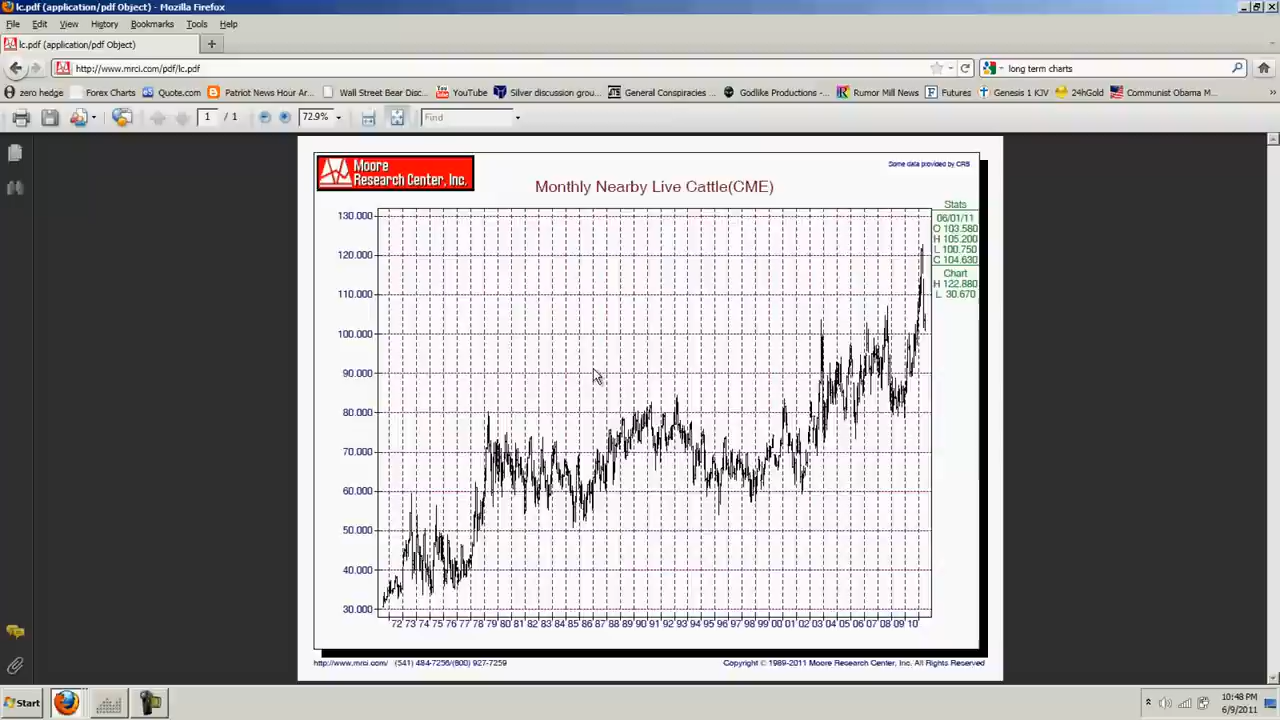 lc.pdf (application/pdf Object) - Mozilla Firefox
File Edit View History Bookmarks Tools Help
lc.pdf (application/pdf Object)
http://www.mrci.com/pdf/lc.pdf
long term charts
zero hedge Forex Charts Quote.com Patriot News Hour Ar... Wall Street Bear Disc... YouTube Silver discussion grou... General Conspiracies ... Godlike Productions -... Rumor Mill News Futures Genesis 1 KJV 24hGold Communist Obama M... »
1 / 1 72.9% Find
Moore
Research Center, Inc.
Some data provided by CRB
Monthly Nearby Live Cattle(CME)
Stats
06/01/11
O 103.580
H 105.200
L 100.750
C 104.630
Chart
H 122.880
L 30.670
130.000
120.000
110.000
100.000
90.000
80.000
70.000
60.000
50.000
40.000
30.000
72 73 74 75 76 77 78 79 80 81 82 83 84 85 86 87 88 89 90 91 92 93 94 95 96 97 98 99 00 01 02 03 04 05 06 07 08 09 10
http://www.mrci.com/ (541) 484-7256/(800) 927-7259
Copyright © 1989-2011 Moore Research Center, Inc. All Rights Reserved
Start
10:48 PM
6/9/2011